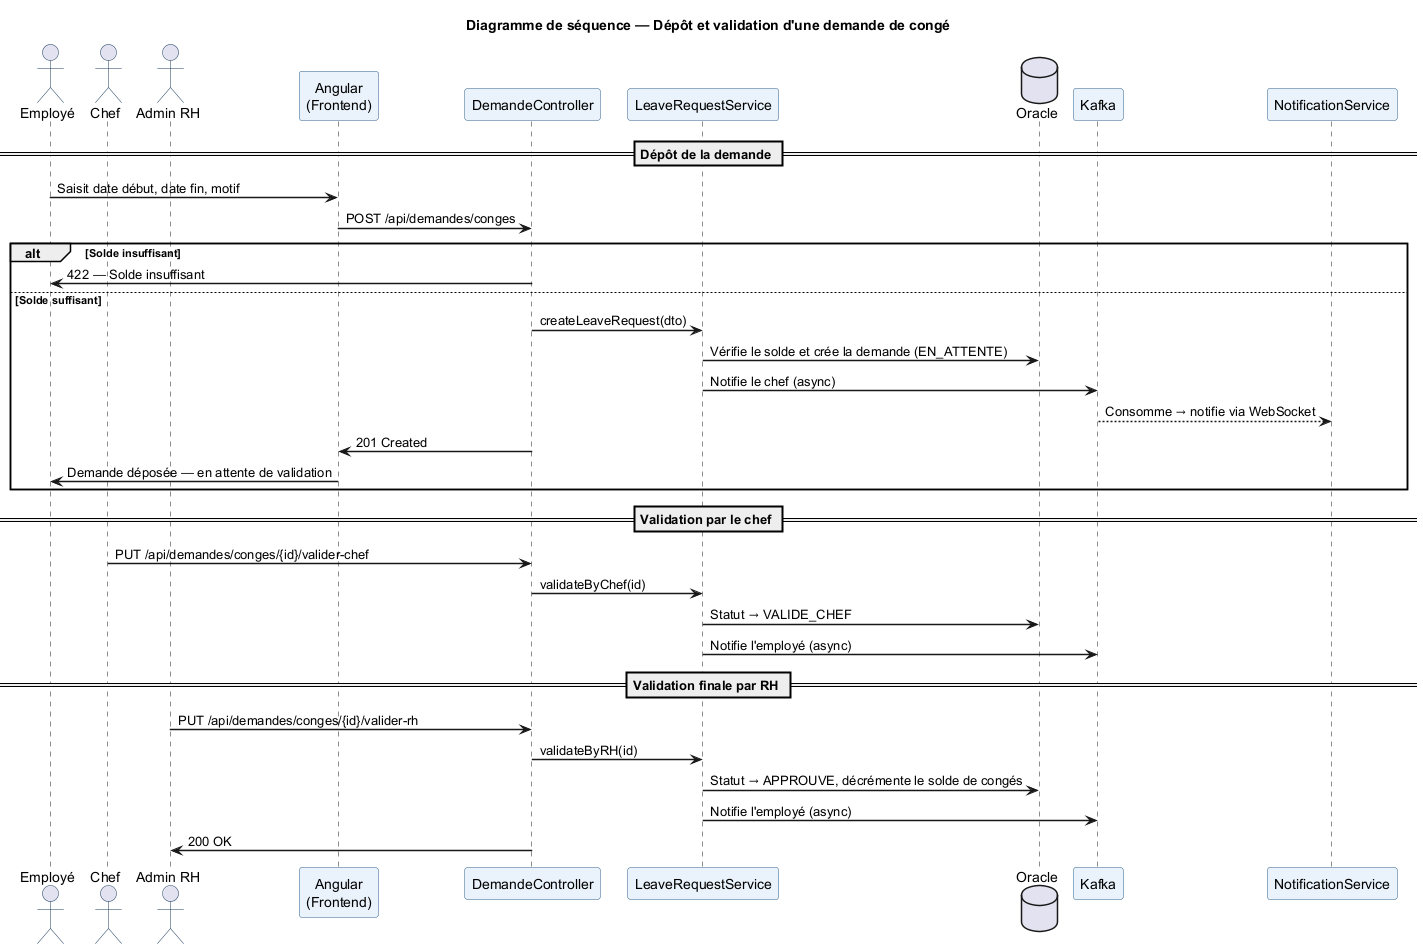 Diagramme de séquence — Dépôt et validation d'une demande de congé
Employé
Chef
Admin RH
Angular
(Frontend)
DemandeController
LeaveRequestService
Oracle
Kafka
NotificationService
Dépôt de la demande
Saisit date début, date fin, motif
POST /api/demandes/conges
alt
[Solde insuffisant]
422 — Solde insuffisant
[Solde suffisant]
createLeaveRequest(dto)
Vérifie le solde et crée la demande (EN_ATTENTE)
Notifie le chef (async)
Consomme → notifie via WebSocket
201 Created
Demande déposée — en attente de validation
Validation par le chef
PUT /api/demandes/conges/{id}/valider-chef
validateByChef(id)
Statut → VALIDE_CHEF
Notifie l'employé (async)
Validation finale par RH
PUT /api/demandes/conges/{id}/valider-rh
validateByRH(id)
Statut → APPROUVE, décrémente le solde de congés
Notifie l'employé (async)
200 OK
Employé
Chef
Admin RH
Angular
(Frontend)
DemandeController
LeaveRequestService
Oracle
Kafka
NotificationService